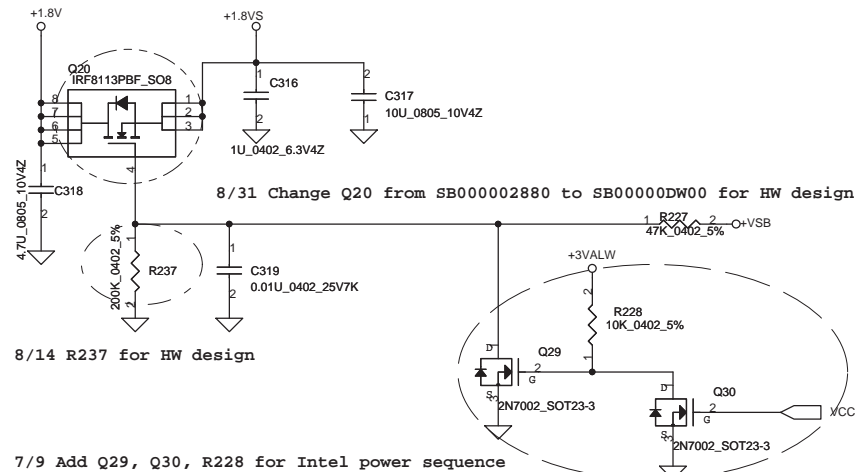 +1.8V
+1.8VS
Q20
IRF8113PBF_SO8
8
7
6
5
1
2
3
4
1
C316
2
1U_0402_6.3V4Z
2
C317
10U_0805_10V4Z
1
4.7U_0805_10V4Z
1
C318
2
8/31 Change Q20 from SB000002880 to SB00000DW00 for HW design
1 R227 2 +VSB
47K_0402_5%
200K_0402_5%
1
R237
2
1
C319
0.01U_0402_25V7K
2
+3VALW
2
R228
10K_0402_5%
1
8/14 R237 for HW design
D
Q29
2
G
S
3
2N7002_SOT23-3
D
Q30
2
G
VCC
S
3
2N7002_SOT23-3
7/9 Add Q29, Q30, R228 for Intel power sequence